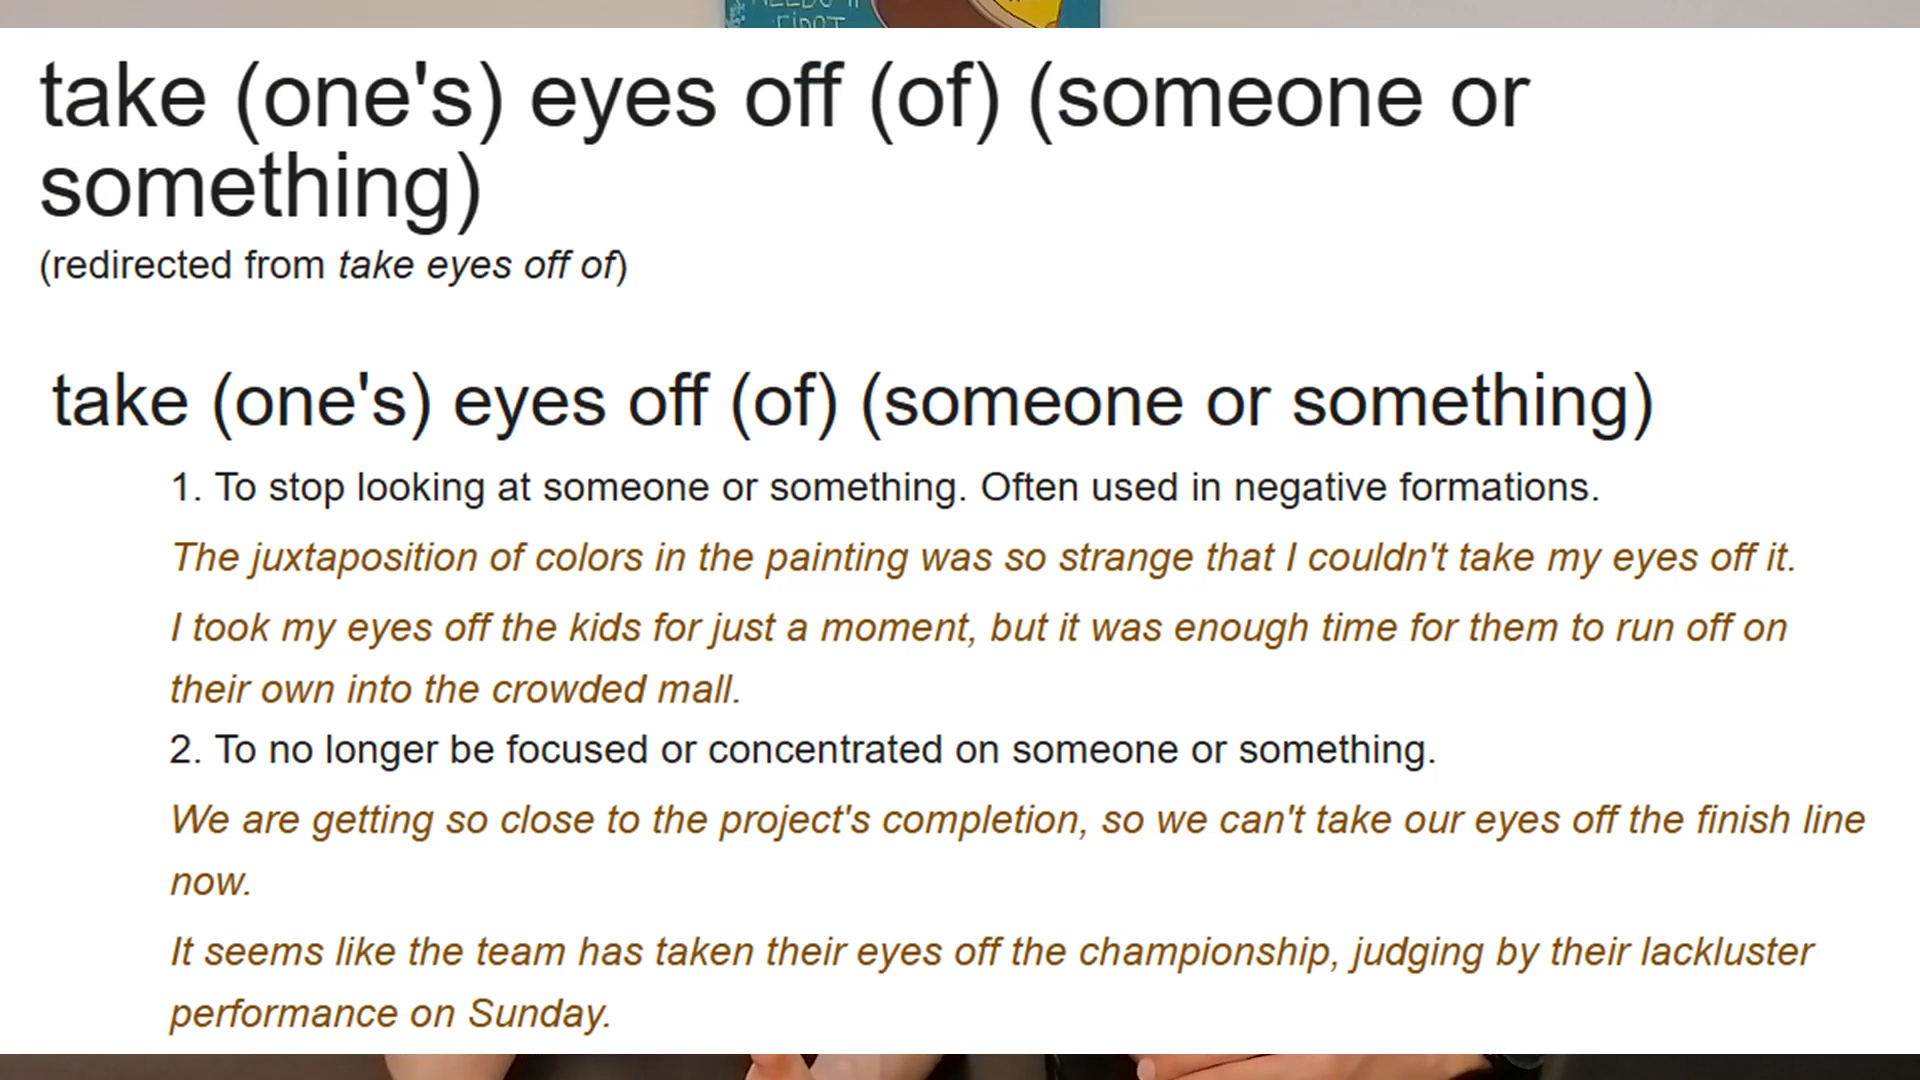 NEEDS IT
FIRST
take (one's) eyes off (of) (someone or
something)
(redirected from take eyes off of)
take (one's) eyes off (of) (someone or something)
1. To stop looking at someone or something. Often used in negative formations.
The juxtaposition of colors in the painting was so strange that I couldn't take my eyes off it.
I took my eyes off the kids for just a moment, but it was enough time for them to run off on
their own into the crowded mall.
2. To no longer be focused or concentrated on someone or something.
We are getting so close to the project's completion, so we can't take our eyes off the finish line
now.
It seems like the team has taken their eyes off the championship, judging by their lackluster
performance on Sunday.